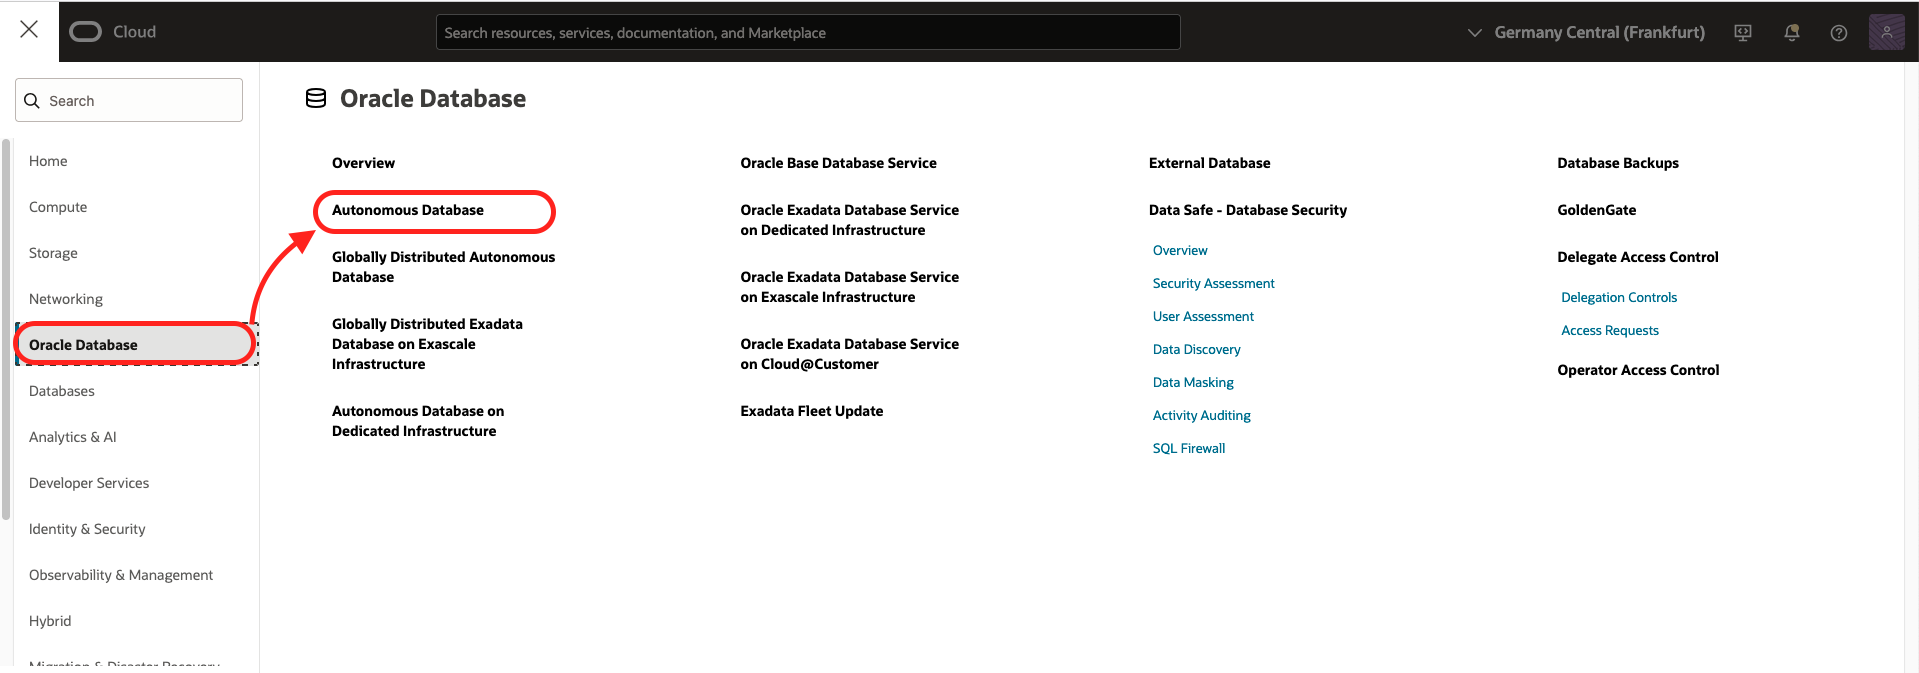 Cloud
Search resources, services, documentation, and Marketplace
Germany Central (Frankfurt)
Search
Home
Compute
Storage
Networking
Oracle Database
Databases
Analytics & AI
Developer Services
Identity & Security
Observability & Management
Hybrid
Migration & Disaster Recovery
Oracle Database
Overview
Autonomous Database
Globally Distributed Autonomous
Database
Globally Distributed Exadata
Database on Exascale
Infrastructure
Autonomous Database on
Dedicated Infrastructure
Oracle Base Database Service
Oracle Exadata Database Service
on Dedicated Infrastructure
Oracle Exadata Database Service
on Exascale Infrastructure
Oracle Exadata Database Service
on Cloud@Customer
Exadata Fleet Update
External Database
Data Safe - Database Security
Overview
Security Assessment
User Assessment
Data Discovery
Data Masking
Activity Auditing
SQL Firewall
Database Backups
GoldenGate
Delegate Access Control
Delegation Controls
Access Requests
Operator Access Control